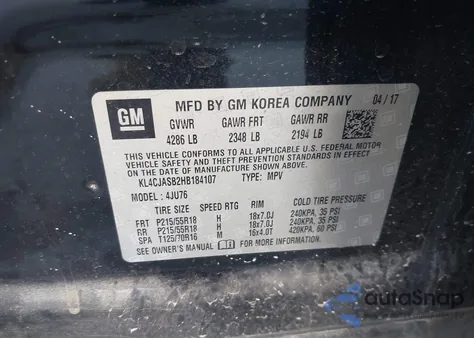 GM
MFD BY GM KOREA COMPANY 04 / 17
GVWR GAWR FRT GAWR RR
4286 LB 2348 LB 2194 LB
THIS VEHICLE CONFORMS TO ALL APPLICABLE U.S. FEDERAL MOTOR
VEHICLE SAFETY, BUMPER, AND THEFT PREVENTION STANDARDS IN
EFFECT ON THE DATE OF MANUFACTURE SHOWN ABOVE.
KL4CJASB2HB184107 TYPE : MPV
MODEL : 4JU76
TIRE SIZE SPEED RTG RIM COLD TIRE PRESSURE
FRT P215/55R18 H 18x7.0J 240KPA, 35 PSI
RR P215/55R18 H 18x7.0J 240KPA, 35 PSI
SPA T125/70R16 M 16x4.0T 420KPA, 60 PSI
SEE OWNER'S MANUAL FOR MORE INFORMATION.
autoSnap